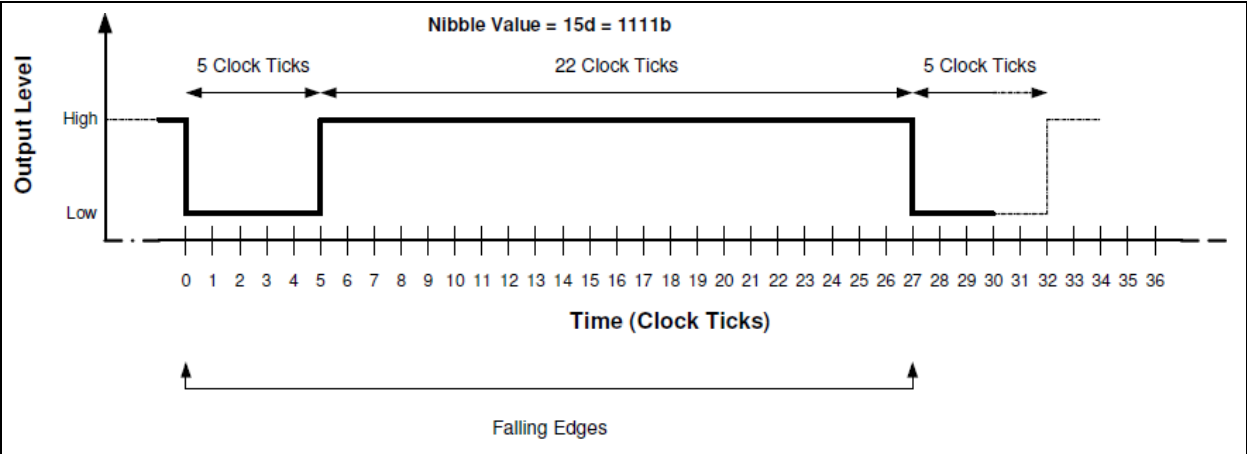 Nibble Value = 15d = 1111b
5 Clock Ticks
22 Clock Ticks
5 Clock Ticks
Output Level
High
Low
0 1 2 3 4 5 6 7 8 9 10 11 12 13 14 15 16 17 18 19 20 21 22 23 24 25 26 27 28 29 30 31 32 33 34 35 36
Time (Clock Ticks)
Falling Edges